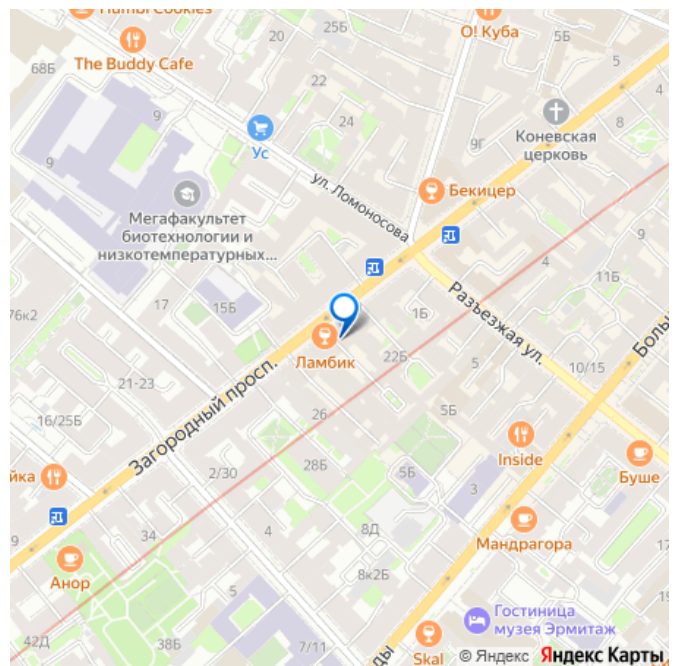 Humbi Cookies
The Buddy Cafe
О! Куба
25Б
20
5Б
5
4
68Б
22
9
24
Ус
9Г
Коневская
церковь
8
9
ул. Ломоносова
Бекицер
Мегафакультет
биотехнологии и
низкотемпературных...
11
4
11Б
17
15Б
76к2
Разъезжая ул.
1Б
Ламбик
22Б
5
10/15
21-23
16/25Б
Загородный просп.
26
5Б
Inside
Буше
2/30
28Б
5Б
3
34
4
8Д
Мандрагора
17
Анор
5
8к2Б
Гостиница
музея Эрмитаж
42Д
38Б
7/11
Skal
© Яндекс Яндекс Карты